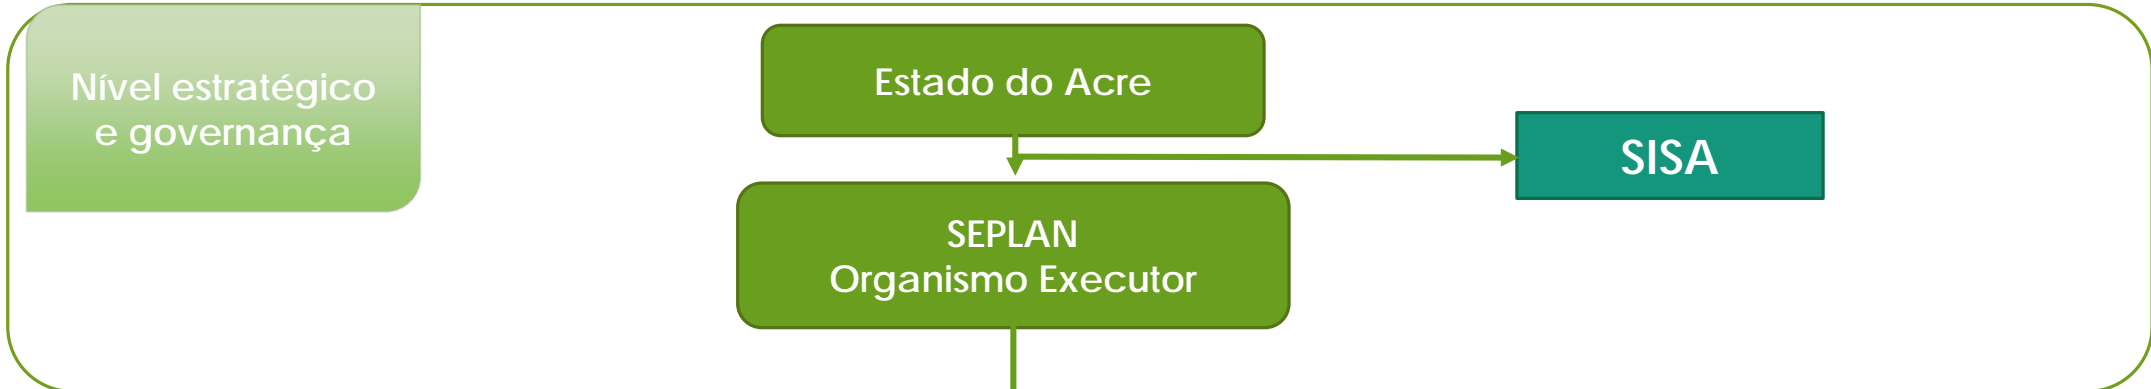 Nível estratégico
e governança
Estado do Acre
SISA
SEPLAN
Organismo Executor